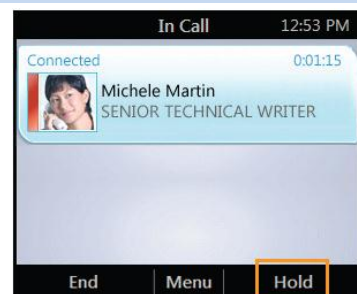 In Call 12:53 PM
Connected 0:01:15
Michele Martin
SENIOR TECHNICAL WRITER
End Menu Hold